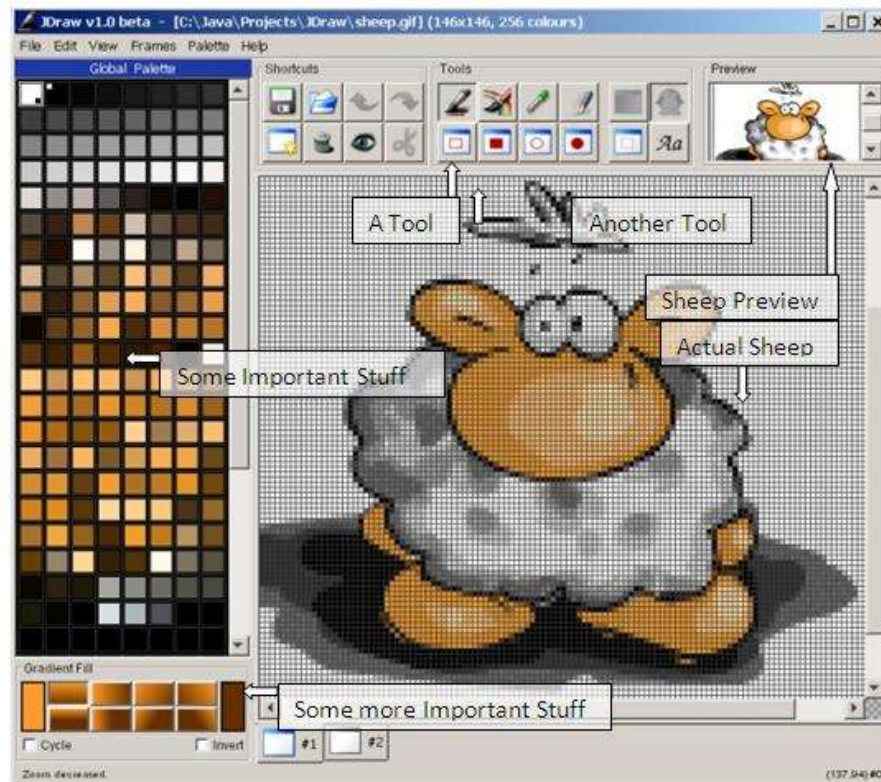 JDraw v1.0 beta - [C:\Java\Projects\JDraw\sheep.gif] (146x146, 256 colours)
File Edit View Frames Palette Help
Global Palette
Shortcuts
Tools
Preview
Aa
A Tool
Another Tool
Sheep Preview
Actual Sheep
Some Important Stuff
Gradient Fill
Some more Important Stuff
Cycle
Invert
#1
#2
Zoom decreased.